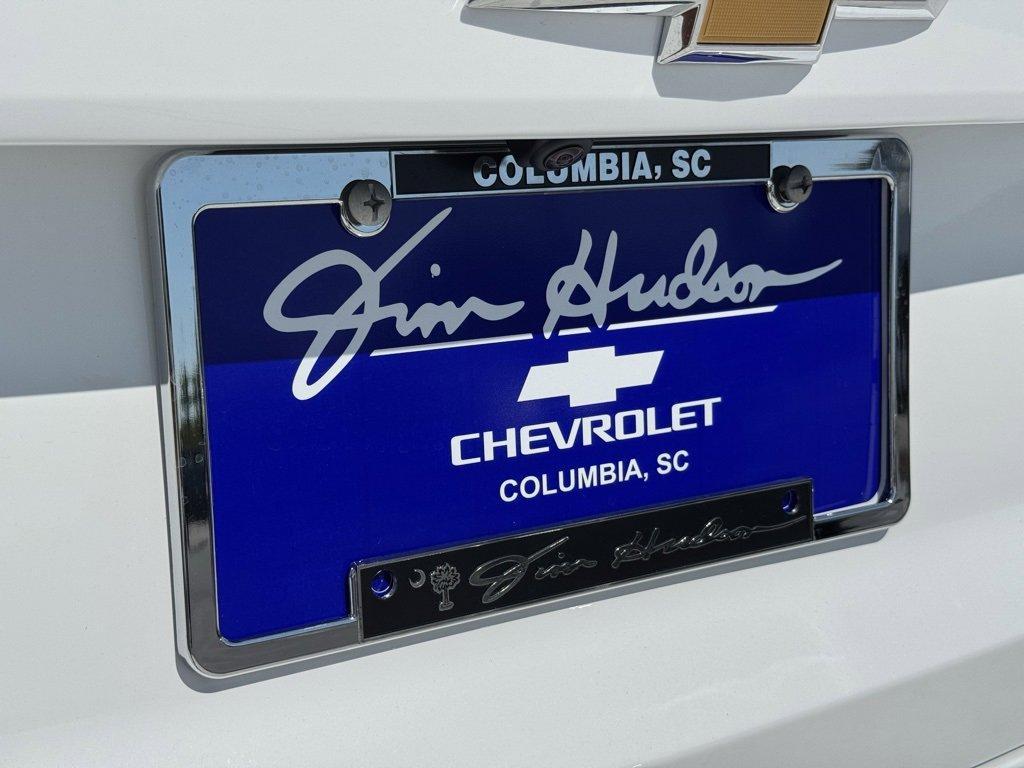 COLUMBIA, SC
Jim Hudson
CHEVROLET
COLUMBIA, SC
Jim Hudson